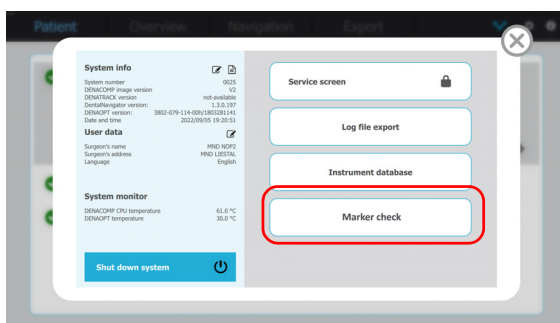 Patient Overview Navigation Export
System info
System number 0025
DENACOMP image version V2
DENATRACK version not-available
DentalNavigator version: 1.3.0.197
DENAOPT version: 3802-079-114-00h/1803281141
Date and time 2022/09/05 19:20:51
User data
Surgeon's name MND NOP2
Surgeon's address MND LIESTAL
Language English
System monitor
DENACOMP CPU temperature 61.0 °C
DENAOPT temperature 30.0 °C
Shut down system
Service screen
Log file export
Instrument database
Marker check